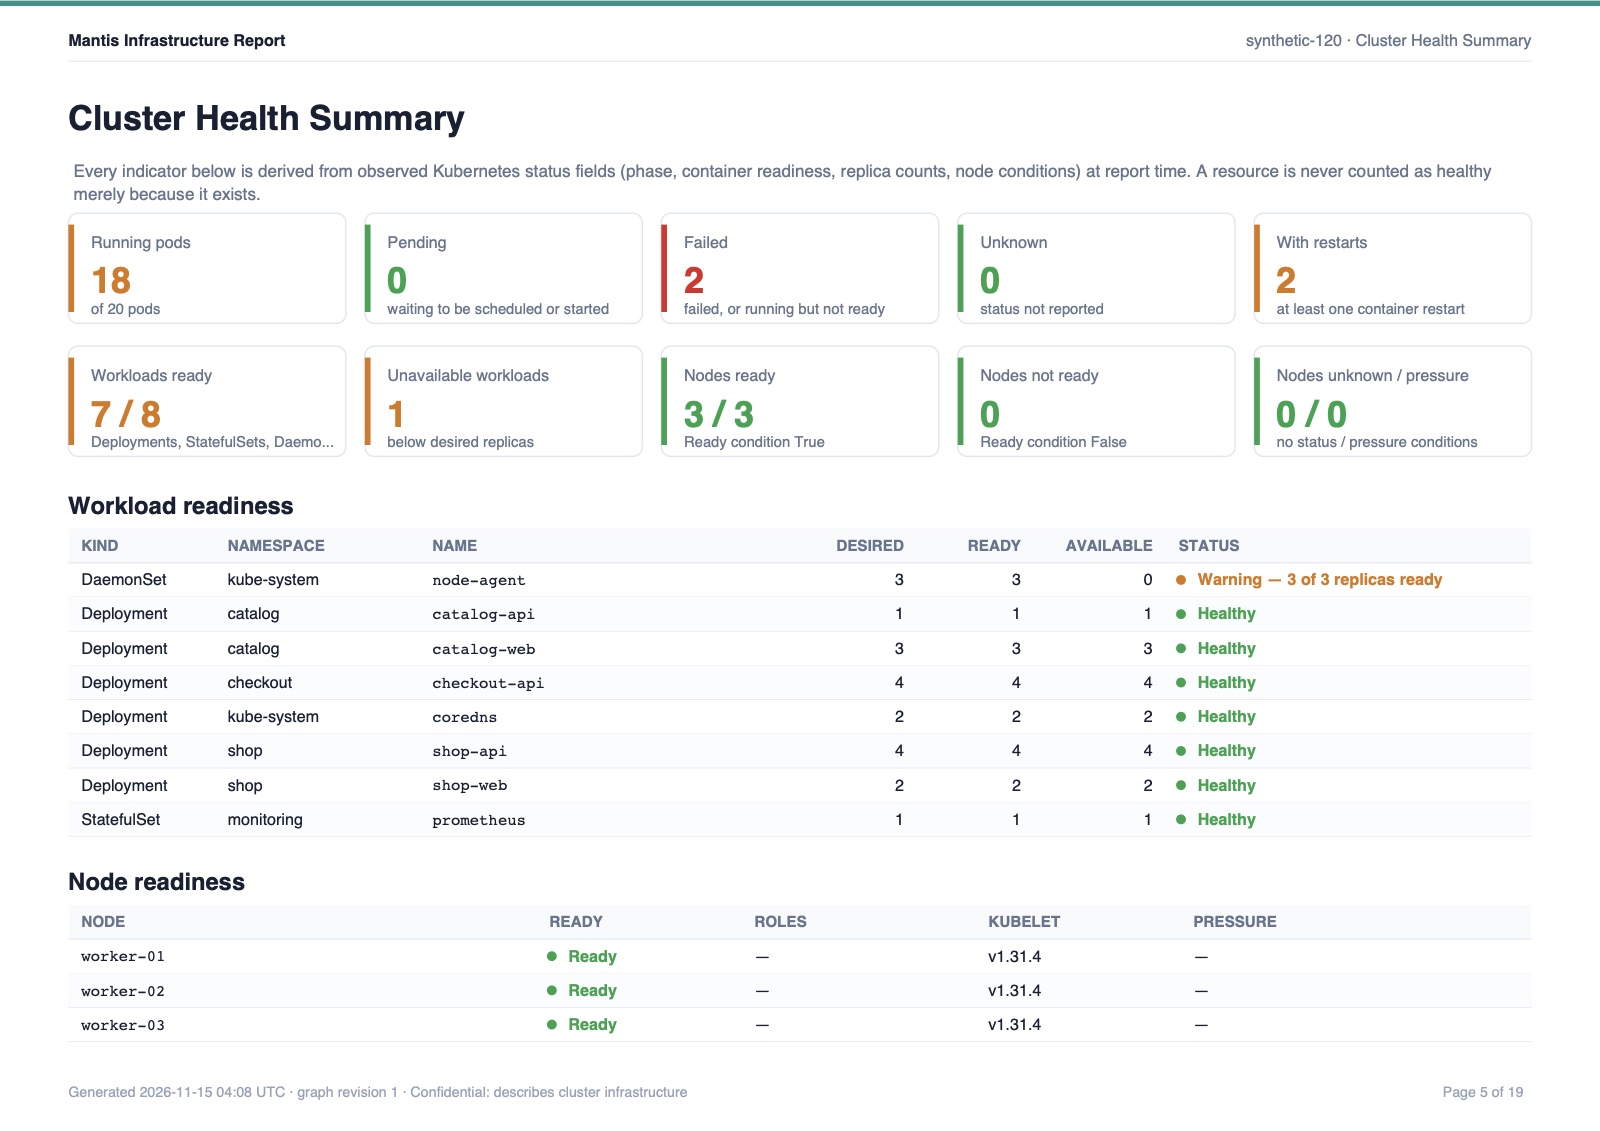 Mantis Infrastructure Report
synthetic-120 · Cluster Health Summary
Cluster Health Summary
Every indicator below is derived from observed Kubernetes status fields (phase, container readiness, replica counts, node conditions) at report time. A resource is never counted as healthy
merely because it exists.
Running pods
18
of 20 pods
Pending
0
waiting to be scheduled or started
Failed
2
failed, or running but not ready
Unknown
0
status not reported
With restarts
2
at least one container restart
Workloads ready
7 / 8
Deployments, StatefulSets, Daemo...
Unavailable workloads
1
below desired replicas
Nodes ready
3 / 3
Ready condition True
Nodes not ready
0
Ready condition False
Nodes unknown / pressure
0 / 0
no status / pressure conditions
Workload readiness
KIND NAMESPACE NAME DESIRED READY AVAILABLE STATUS
DaemonSet kube-system node-agent 3 3 0 Warning — 3 of 3 replicas ready
Deployment catalog catalog-api 1 1 1 Healthy
Deployment catalog catalog-web 3 3 3 Healthy
Deployment checkout checkout-api 4 4 4 Healthy
Deployment kube-system coredns 2 2 2 Healthy
Deployment shop shop-api 4 4 4 Healthy
Deployment shop shop-web 2 2 2 Healthy
StatefulSet monitoring prometheus 1 1 1 Healthy
Node readiness
NODE READY ROLES KUBELET PRESSURE
worker-01 Ready — v1.31.4 —
worker-02 Ready — v1.31.4 —
worker-03 Ready — v1.31.4 —
Generated 2026-11-15 04:08 UTC · graph revision 1 · Confidential: describes cluster infrastructure
Page 5 of 19